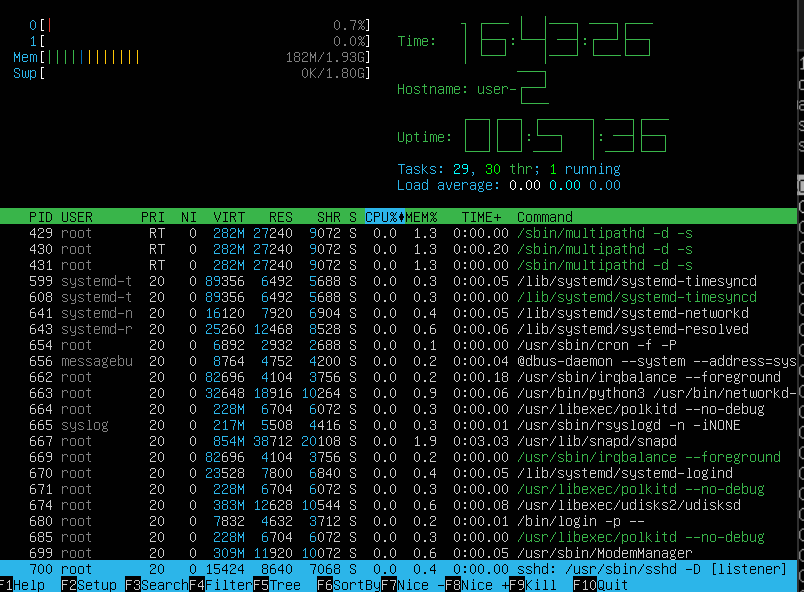 0[| 0.7%]
1[ 0.0%]
Mem[|||||||||||| 182M/1.93G]
Swp[ 0K/1.80G]
Time: 16:43:26
Hostname: user-2
Uptime: 00:57:36
Tasks: 29, 30 thr; 1 running
Load average: 0.00 0.00 0.00
PID USER PRI NI VIRT RES SHR S CPU%♦MEM% TIME+ Command
429 root RT 0 282M 27240 9072 S 0.0 1.3 0:00.00 /sbin/multipathd -d -s
430 root RT 0 282M 27240 9072 S 0.0 1.3 0:00.20 /sbin/multipathd -d -s
431 root RT 0 282M 27240 9072 S 0.0 1.3 0:00.00 /sbin/multipathd -d -s
599 systemd-t 20 0 89356 6492 5688 S 0.0 0.3 0:00.05 /lib/systemd/systemd-timesyncd
608 systemd-t 20 0 89356 6492 5688 S 0.0 0.3 0:00.00 /lib/systemd/systemd-timesyncd
641 systemd-n 20 0 16120 7920 6904 S 0.0 0.4 0:00.05 /lib/systemd/systemd-networkd
643 systemd-r 20 0 25260 12468 8528 S 0.0 0.6 0:00.06 /lib/systemd/systemd-resolved
654 root 20 0 6892 2932 2688 S 0.0 0.1 0:00.00 /usr/sbin/cron -f -P
656 messagebu 20 0 8764 4752 4200 S 0.0 0.2 0:00.04 @dbus-daemon --system --address=sys
662 root 20 0 82696 4104 3756 S 0.0 0.2 0:00.18 /usr/sbin/irqbalance --foreground
663 root 20 0 32648 18916 10264 S 0.0 0.9 0:00.06 /usr/bin/python3 /usr/bin/networkd-
664 root 20 0 228M 6704 6072 S 0.0 0.3 0:00.00 /usr/libexec/polkitd --no-debug
665 syslog 20 0 217M 5508 4416 S 0.0 0.3 0:00.01 /usr/sbin/rsyslogd -n -iNONE
667 root 20 0 854M 38712 20108 S 0.0 1.9 0:03.03 /usr/lib/snapd/snapd
669 root 20 0 82696 4104 3756 S 0.0 0.2 0:00.00 /usr/sbin/irqbalance --foreground
670 root 20 0 23528 7800 6840 S 0.0 0.4 0:00.05 /lib/systemd/systemd-logind
671 root 20 0 228M 6704 6072 S 0.0 0.3 0:00.00 /usr/libexec/polkitd --no-debug
674 root 20 0 383M 12628 10544 S 0.0 0.6 0:00.08 /usr/libexec/udisks2/udisksd
680 root 20 0 7832 4632 3712 S 0.0 0.2 0:00.01 /bin/login -p --
685 root 20 0 228M 6704 6072 S 0.0 0.3 0:00.00 /usr/libexec/polkitd --no-debug
699 root 20 0 309M 11920 10072 S 0.0 0.6 0:00.05 /usr/sbin/ModemManager
700 root 20 0 15424 8640 7068 S 0.0 0.4 0:00.00 sshd: /usr/sbin/sshd -D [listener]
F1Help F2Setup F3SearchF4FilterF5Tree F6SortByF7Nice -F8Nice +F9Kill F10Quit